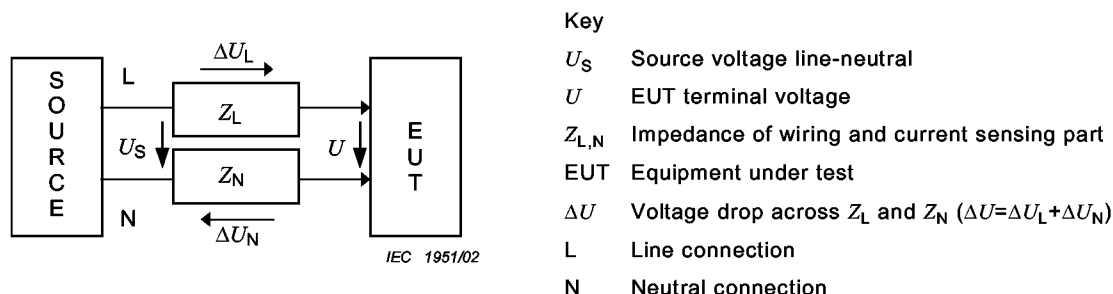 SOURCE
L
ΔU_L
Z_L
U_S
U
Z_N
N
ΔU_N
EUT
IEC 1951/02
Key
U_S Source voltage line-neutral
U EUT terminal voltage
Z_L,N Impedance of wiring and current sensing part
EUT Equipment under test
ΔU Voltage drop across Z_L and Z_N (ΔU=ΔU_L+ΔU_N)
L Line connection
N Neutral connection